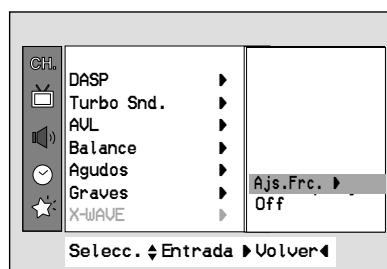 CH.
DASP
Turbo Snd.
AVL
Balance
Agudos
Graves
X-WAVE
Ajs.Frc.
Off
Selecc. Entrada Volver